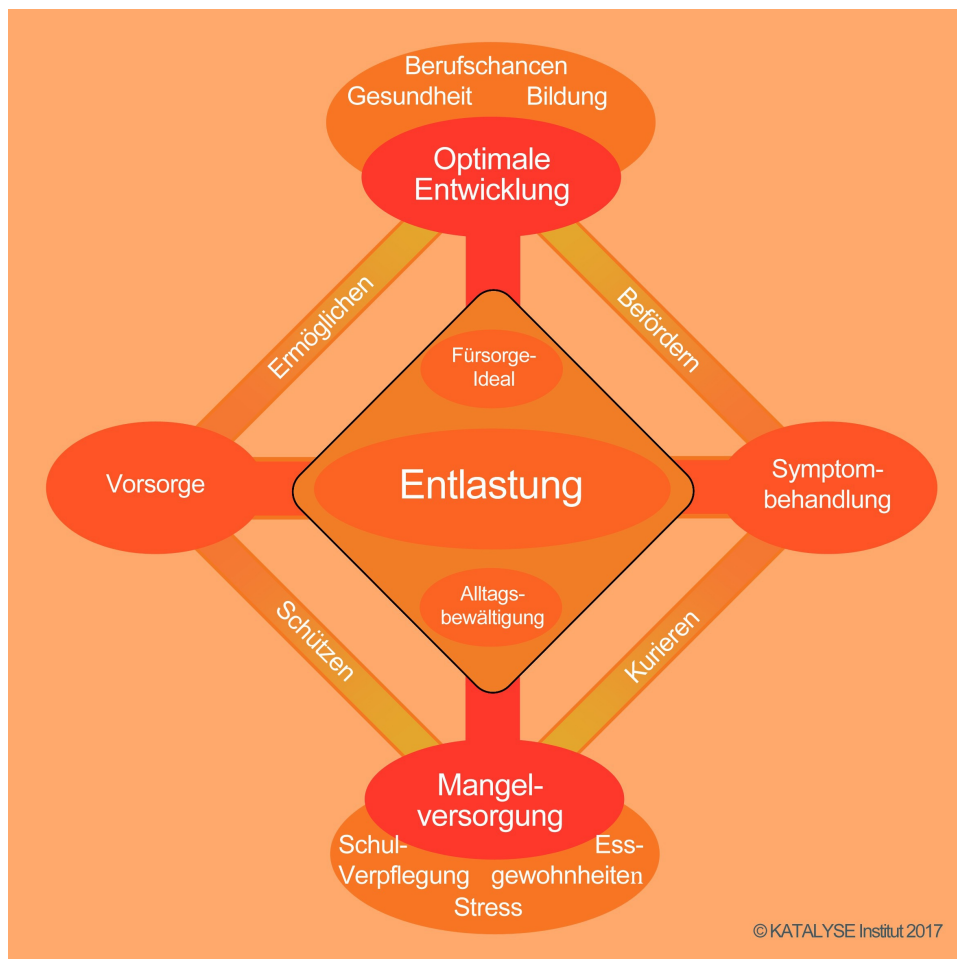 Berufschancen
Gesundheit Bildung
Optimale
Entwicklung
Ermöglichen
Befördern
Fürsorge-
Ideal
Vorsorge
Entlastung
Symptom-
behandlung
Alltags-
bewältigung
Schützen
Kurieren
Mangel-
versorgung
Schul- Ess-
Verpflegung gewohnheiten
Stress
© KATALYSE Institut 2017